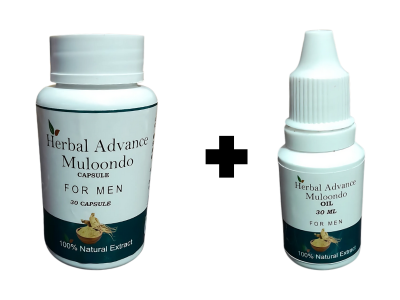 Herbal Advance
Muloondo
CAPSULE
FOR MEN
30 CAPSULE
100% Natural Extract
Herbal Advance
Muloondo
OIL
30 ML
FOR MEN
100% Natural Extract